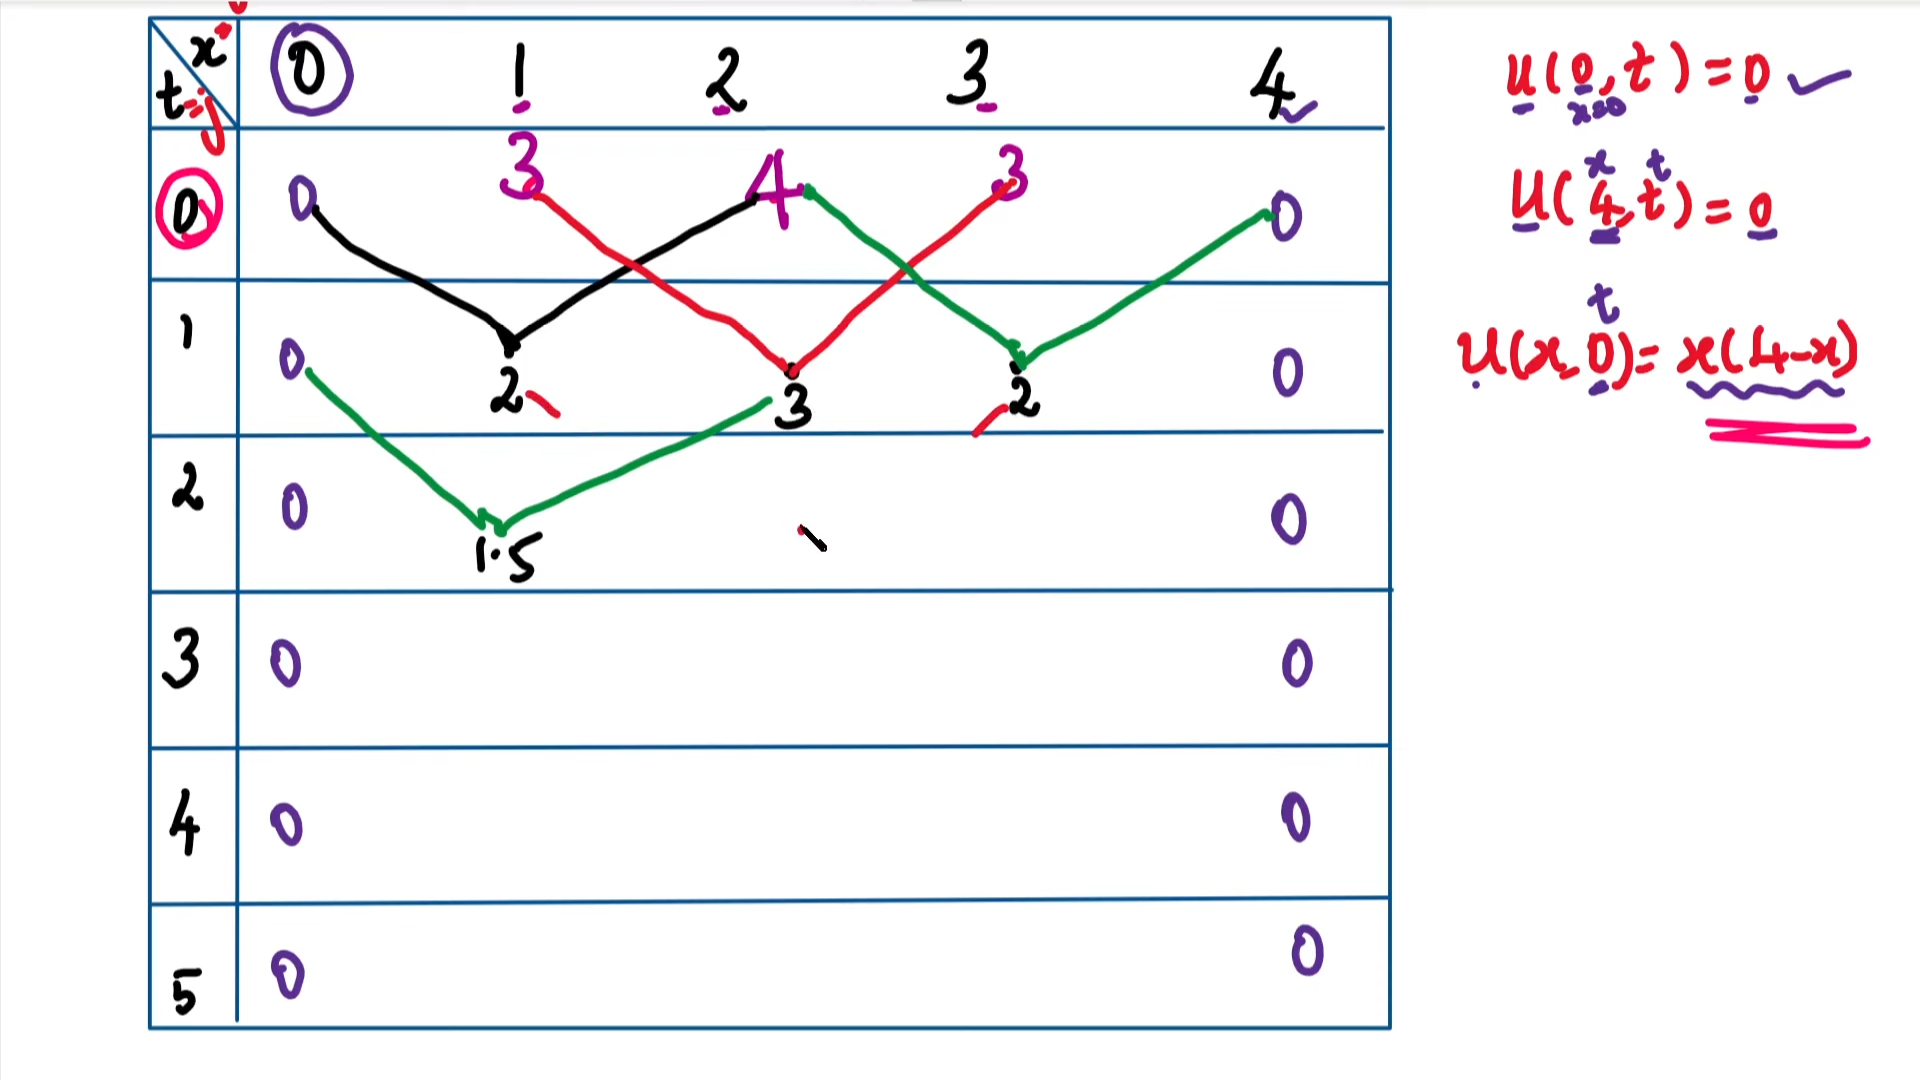 x 0 1 2 3 4
t=j
0 0 3 4 3 0
1 0 2 3 2 0
2 0 1.5 0
3 0 0
4 0 0
5 0 0
u(0,t)=0
x=0
x t
u(4,t)=0
t
u(x,0)=x(4-x)